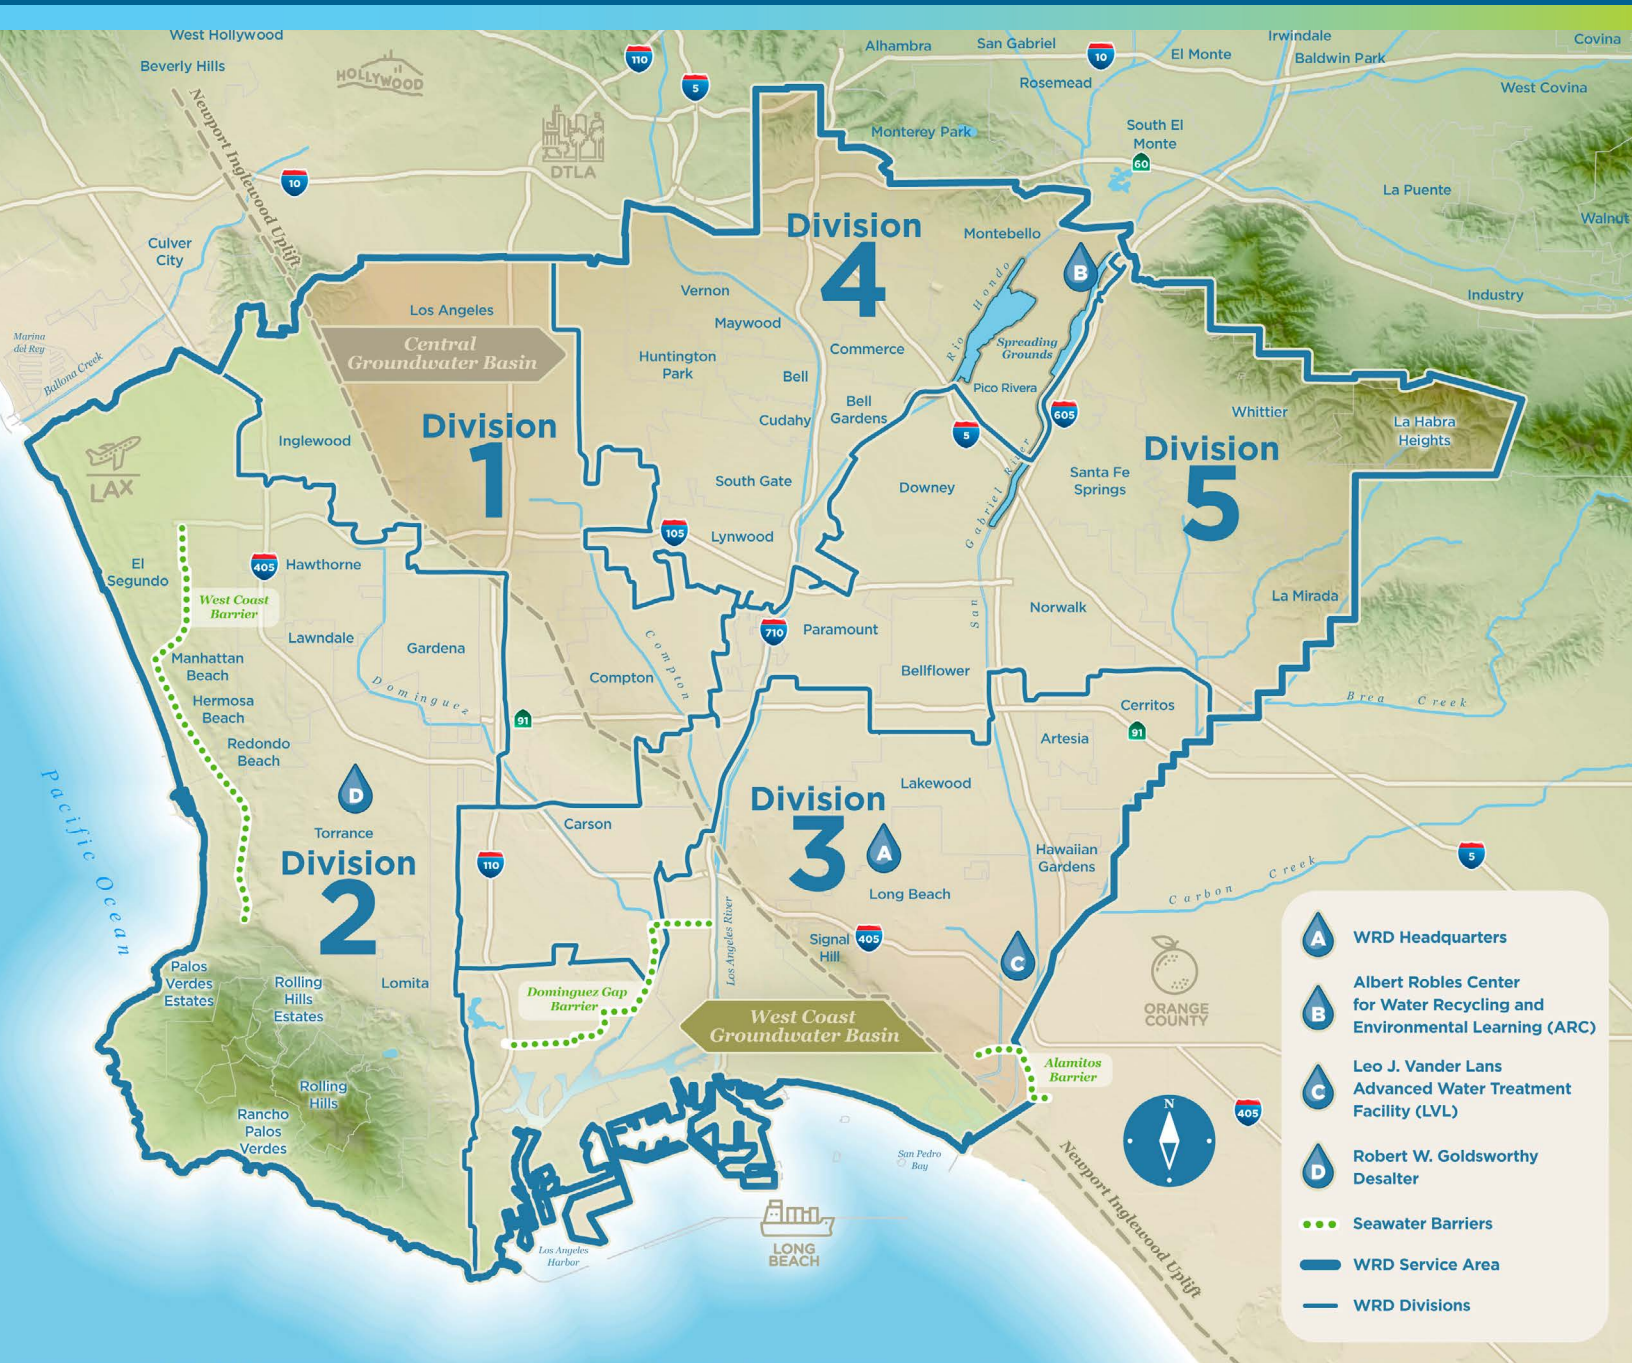 West Hollywood
Beverly Hills
HOLLYWOOD
110
5
Alhambra
San Gabriel
10
El Monte
Irwindale
Baldwin Park
Covina
Rosemead
West Covina
Newport Inglewood Uplift
DTLA
Monterey Park
South El
Monte
60
10
La Puente
Walnut
Culver
City
Division
4
Montebello
B
Industry
Vernon
Los Angeles
Maywood
Rio Hondo
Marina
del Rey
Ballona Creek
Central
Groundwater Basin
Huntington
Park
Commerce
Spreading
Grounds
Bell
Pico Rivera
Bell
Gardens
Cudahy
605
Whittier
La Habra
Heights
Division
1
Inglewood
5
Division
5
LAX
South Gate
Downey
Santa Fe
Springs
San Gabriel River
105
Lynwood
El
Segundo
405
Hawthorne
West Coast
Barrier
La Mirada
Norwalk
710
Paramount
Lawndale
Gardena
Compton
Compton
Bellflower
Manhattan
Beach
Dominguez
Hermosa
Beach
91
Cerritos
91
Brea Creek
Artesia
Redondo
Beach
Pacific Ocean
D
Torrance
Division
2
Lakewood
Division
3
A
Long Beach
Carson
110
Hawaiian
Gardens
5
Carbon Creek
Los Angeles River
Signal
Hill
405
C
Palos
Verdes
Estates
Rolling
Hills
Estates
Lomita
Dominguez Gap
Barrier
West Coast
Groundwater Basin
ORANGE
COUNTY
Alamitos
Barrier
Rolling
Hills
Rancho
Palos
Verdes
N
405
San Pedro
Bay
Newport Inglewood Uplift
LONG
BEACH
Los Angeles
Harbor
A
WRD Headquarters
B
Albert Robles Center
for Water Recycling and
Environmental Learning (ARC)
C
Leo J. Vander Lans
Advanced Water Treatment
Facility (LVL)
D
Robert W. Goldsworthy
Desalter
Seawater Barriers
WRD Service Area
WRD Divisions